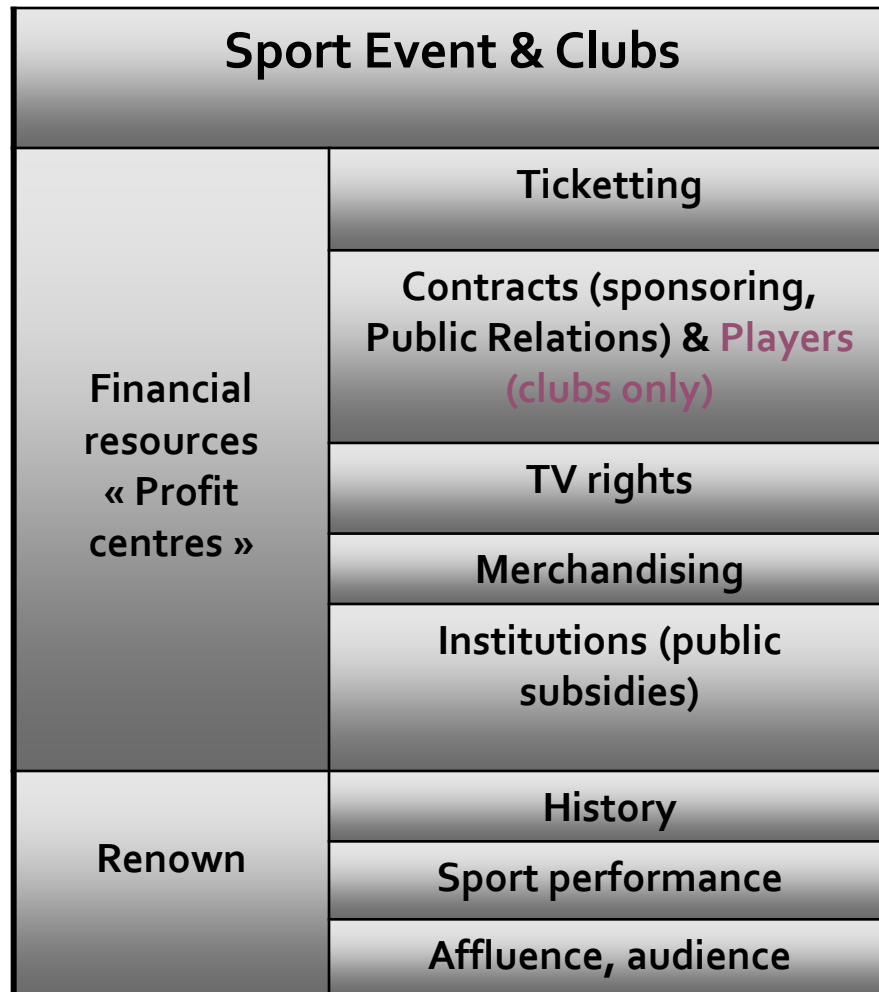 Sport Event & Clubs
Financial
resources
« Profit
centres »
Ticketting
Contracts (sponsoring,
Public Relations) & Players
(clubs only)
TV rights
Merchandising
Institutions (public
subsidies)
Renown
History
Sport performance
Affluence, audience